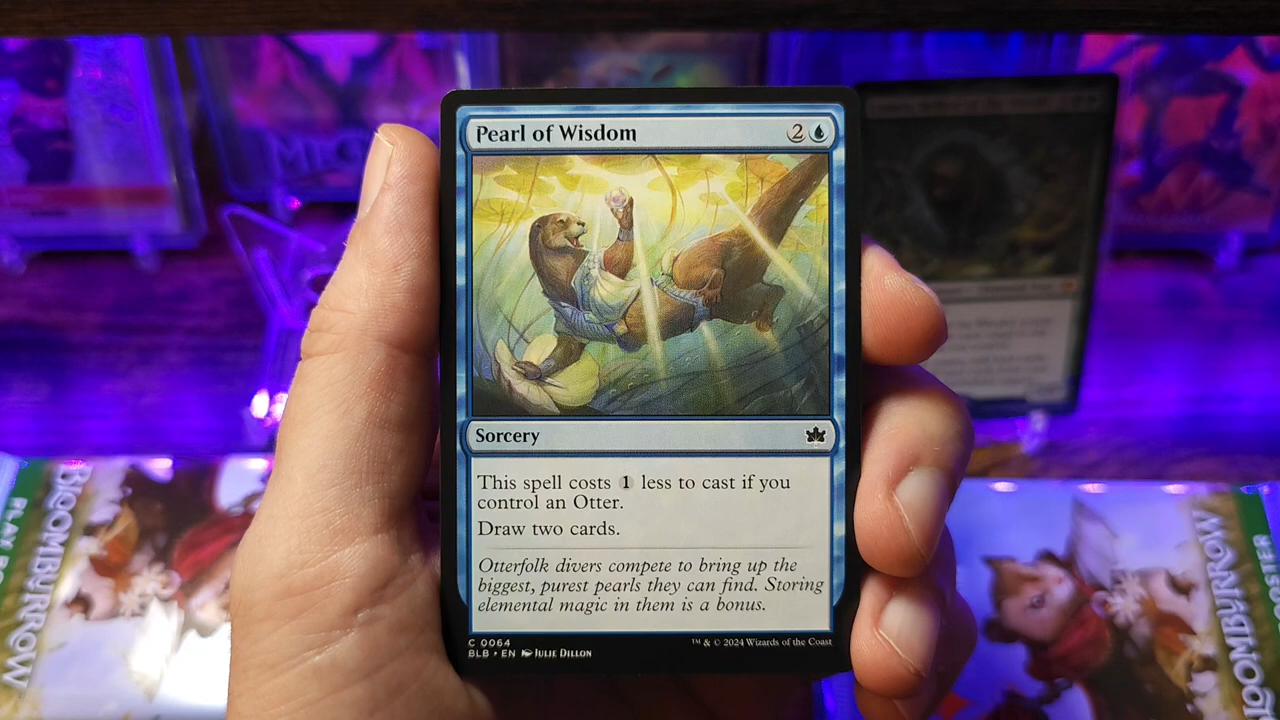 Pearl of Wisdom 2
Sorcery
This spell costs 1 less to cast if you
control an Otter.
Draw two cards.
Otterfolk divers compete to bring up the
biggest, purest pearls they can find. Storing
elemental magic in them is a bonus.
C 0064
BLB • EN JULIE DILLON
™ & © 2024 Wizards of the Coast
BLOOMBURROW
PLAY
BLOOMBURROW